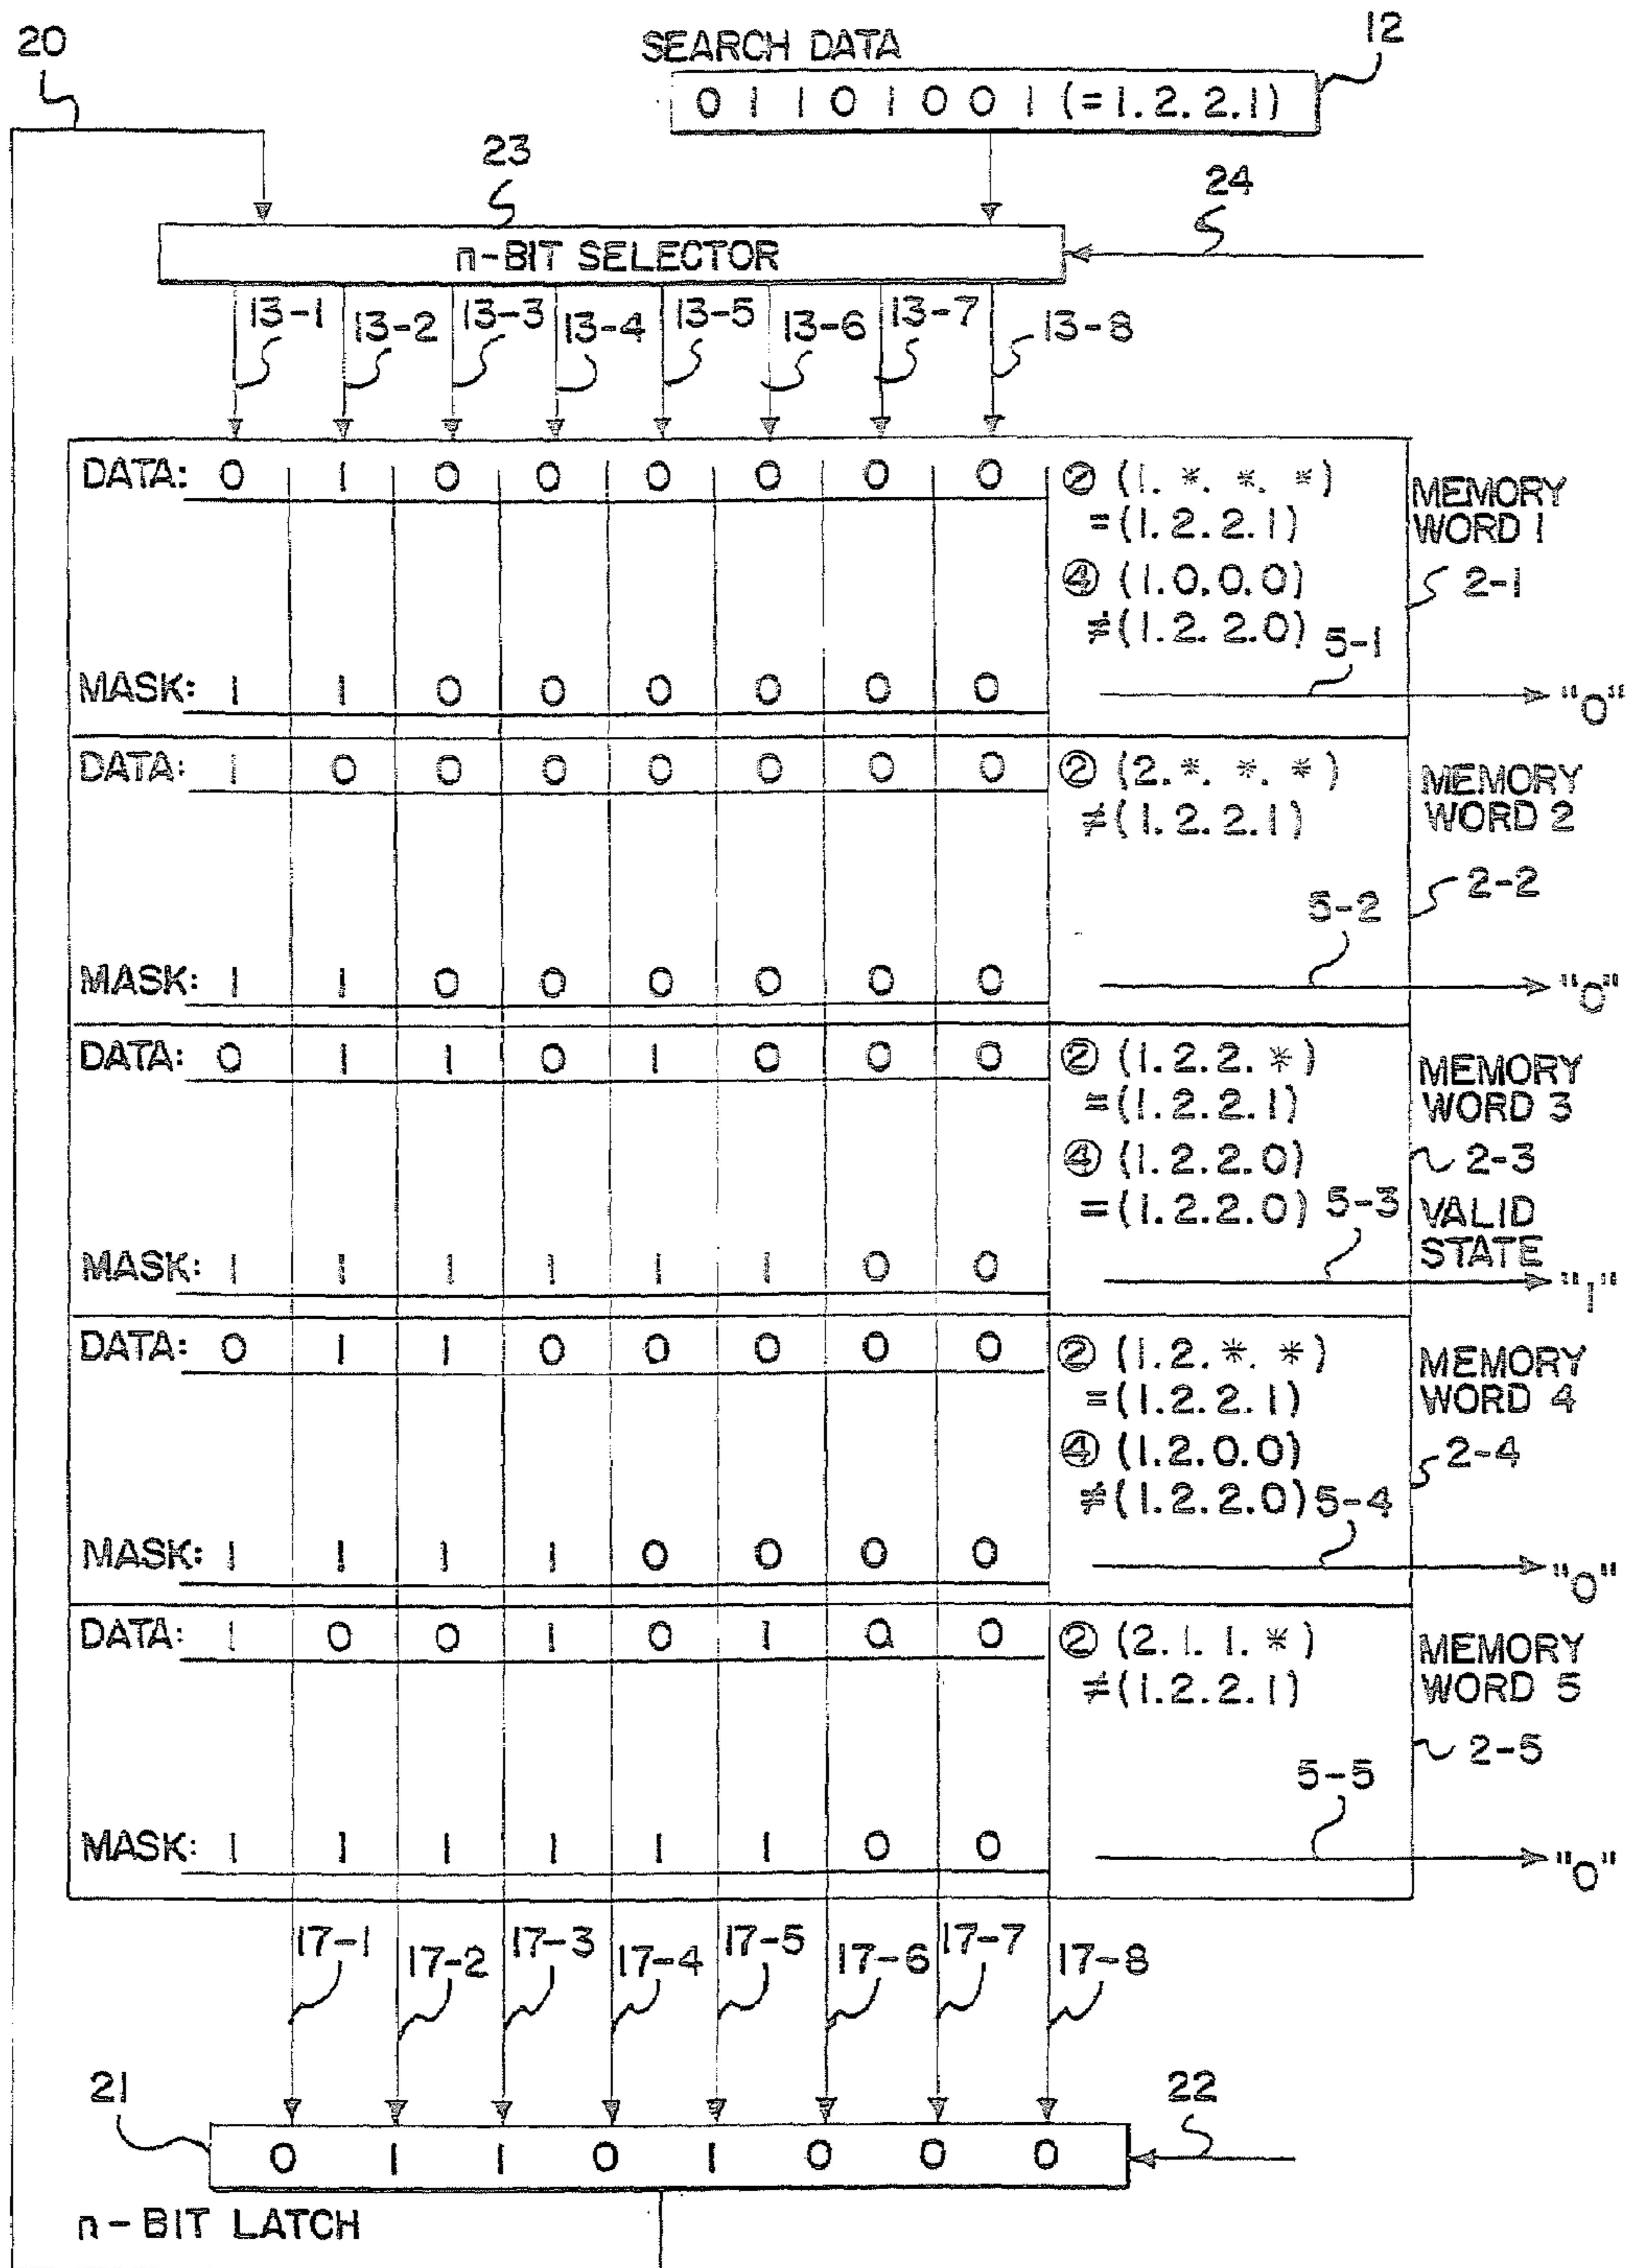 20
SEARCH DATA
12
0 1 1 0 1 0 0 1 (=1.2.2.1)
23
24
n-BIT SELECTOR
13-1 13-2 13-3 13-4 13-5 13-6 13-7 13-8
DATA: 0 1 0 0 0 0 0 0 ② (1. *. *. *)
=(1.2.2.1)
MEMORY
WORD 1
④ (1.0.0.0)
≠(1.2.2.0)
2-1
5-1
MASK: 1 1 0 0 0 0 0 0
"0"
DATA: 1 0 0 0 0 0 0 0 ② (2. *. *. *)
≠(1.2.2.1)
MEMORY
WORD 2
2-2
5-2
MASK: 1 1 0 0 0 0 0 0
"0"
DATA: 0 1 1 0 1 0 0 0 ② (1.2.2. *)
=(1.2.2.1)
MEMORY
WORD 3
④ (1.2.2.0)
=(1.2.2.0)
2-3
5-3
VALID
STATE
MASK: 1 1 1 1 1 1 0 0
"1"
DATA: 0 1 1 0 0 0 0 0 ② (1.2. *. *)
=(1.2.2.1)
MEMORY
WORD 4
④ (1.2.0.0)
≠(1.2.2.0)
2-4
5-4
MASK: 1 1 1 1 0 0 0 0
"0"
DATA: 1 0 0 1 0 1 0 0 ② (2.1.1. *)
≠(1.2.2.1)
MEMORY
WORD 5
2-5
5-5
MASK: 1 1 1 1 1 1 0 0
"0"
17-1 17-2 17-3 17-4 17-5 17-6 17-7 17-8
21
22
0 1 1 0 1 0 0 0
n-BIT LATCH